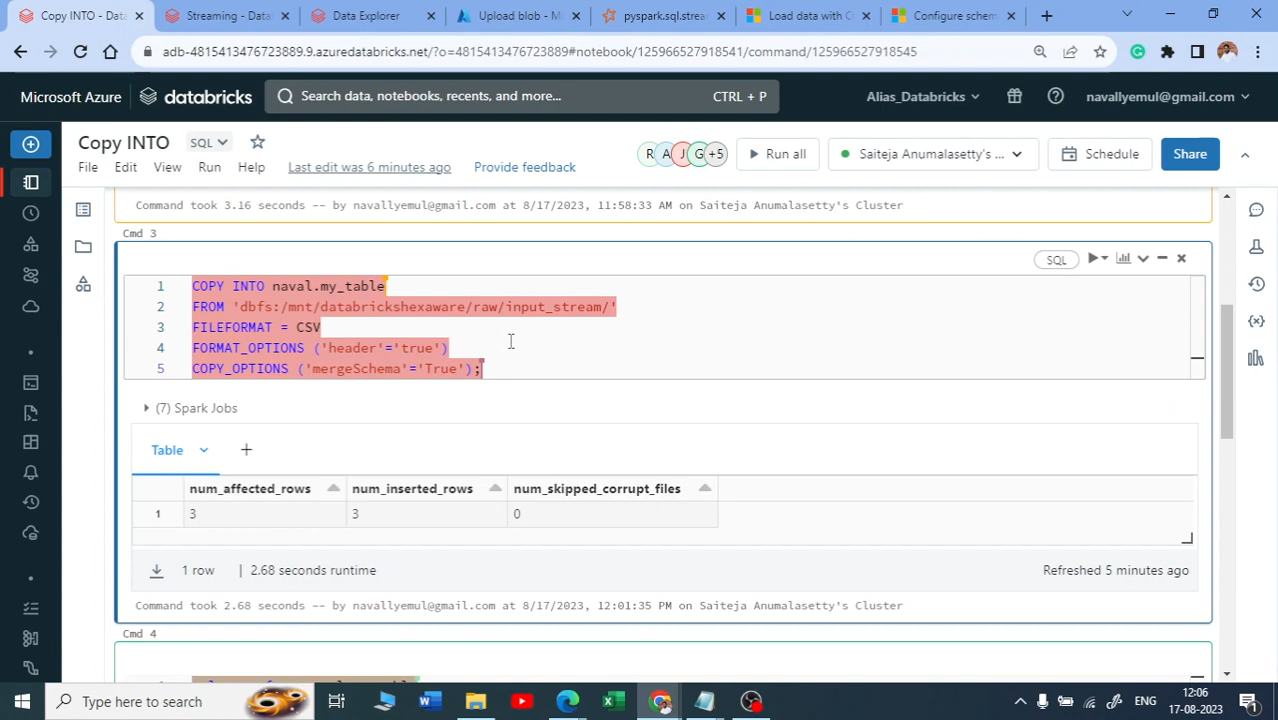 Copy INTO - Datab
Streaming - Data
Data Explorer
Upload blob - Mi
pyspark.sql.stream
Load data with C
Configure schem
adb-4815413476723889.9.azuredatabricks.net/?o=4815413476723889#notebook/125966527918541/command/125966527918545
Microsoft Azure
databricks
Search data, notebooks, recents, and more...
CTRL + P
Alias_Databricks
navallyemul@gmail.com
Copy INTO
SQL
R A J G +5
Run all
Saiteja Anumalasetty's ...
Schedule
Share
File Edit View Run Help
Last edit was 6 minutes ago
Provide feedback
Command took 3.16 seconds -- by navallyemul@gmail.com at 8/17/2023, 11:58:33 AM on Saiteja Anumalasetty's Cluster
Cmd 3
SQL
1 COPY INTO naval.my_table
2 FROM 'dbfs:/mnt/databrickshexaware/raw/input_stream/'
3 FILEFORMAT = CSV
4 FORMAT_OPTIONS ('header'='true')
5 COPY_OPTIONS ('mergeSchema'='True');
(7) Spark Jobs
Table +
num_affected_rows num_inserted_rows num_skipped_corrupt_files
1 3 3 0
1 row | 2.68 seconds runtime
Refreshed 5 minutes ago
Command took 2.68 seconds -- by navallyemul@gmail.com at 8/17/2023, 12:01:35 PM on Saiteja Anumalasetty's Cluster
Cmd 4
Type here to search
ENG
12:06
17-08-2023